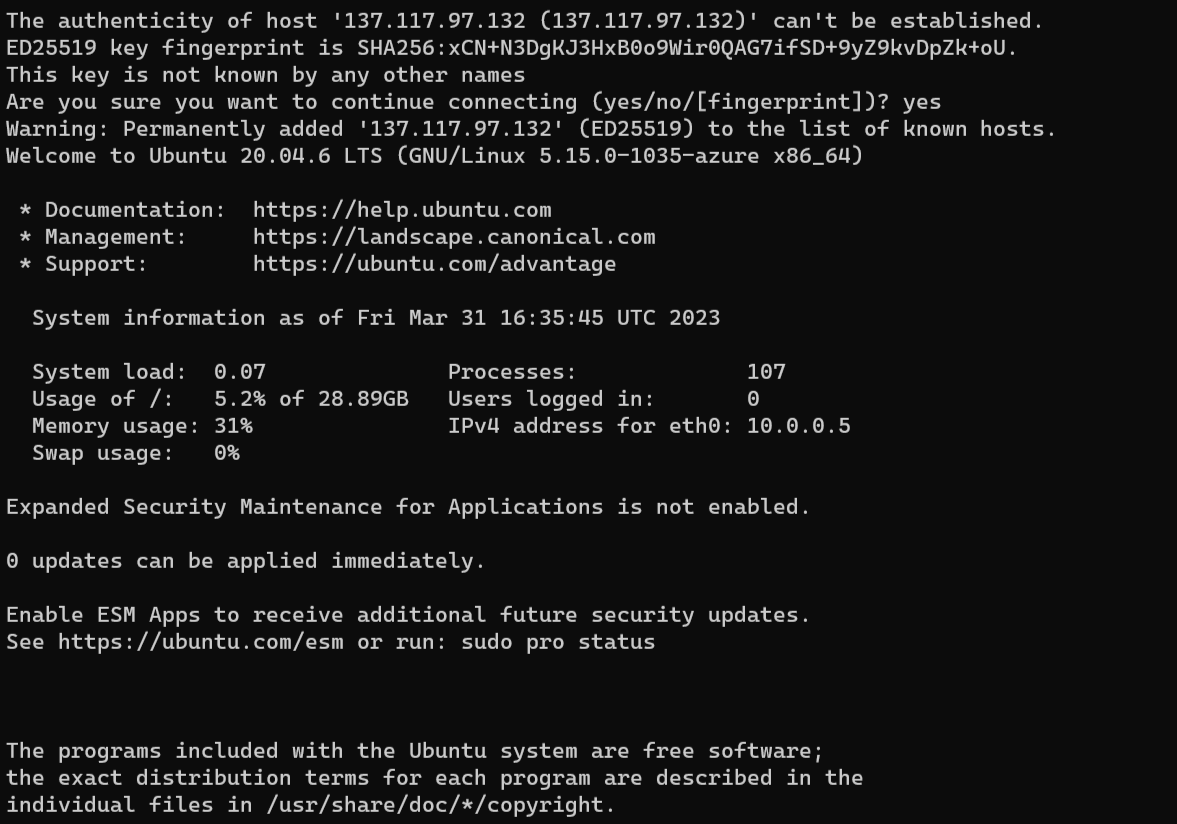 The authenticity of host '137.117.97.132 (137.117.97.132)' can't be established.
ED25519 key fingerprint is SHA256:xCN+N3DgKJ3HxB0o9Wir0QAG7ifSD+9yZ9kvDpZk+oU.
This key is not known by any other names
Are you sure you want to continue connecting (yes/no/[fingerprint])? yes
Warning: Permanently added '137.117.97.132' (ED25519) to the list of known hosts.
Welcome to Ubuntu 20.04.6 LTS (GNU/Linux 5.15.0-1035-azure x86_64)

 * Documentation:  https://help.ubuntu.com
 * Management:     https://landscape.canonical.com
 * Support:        https://ubuntu.com/advantage

  System information as of Fri Mar 31 16:35:45 UTC 2023

  System load:  0.07              Processes:             107
  Usage of /:   5.2% of 28.89GB   Users logged in:       0
  Memory usage: 31%               IPv4 address for eth0: 10.0.0.5
  Swap usage:   0%

Expanded Security Maintenance for Applications is not enabled.

0 updates can be applied immediately.

Enable ESM Apps to receive additional future security updates.
See https://ubuntu.com/esm or run: sudo pro status

The programs included with the Ubuntu system are free software;
the exact distribution terms for each program are described in the
individual files in /usr/share/doc/*/copyright.